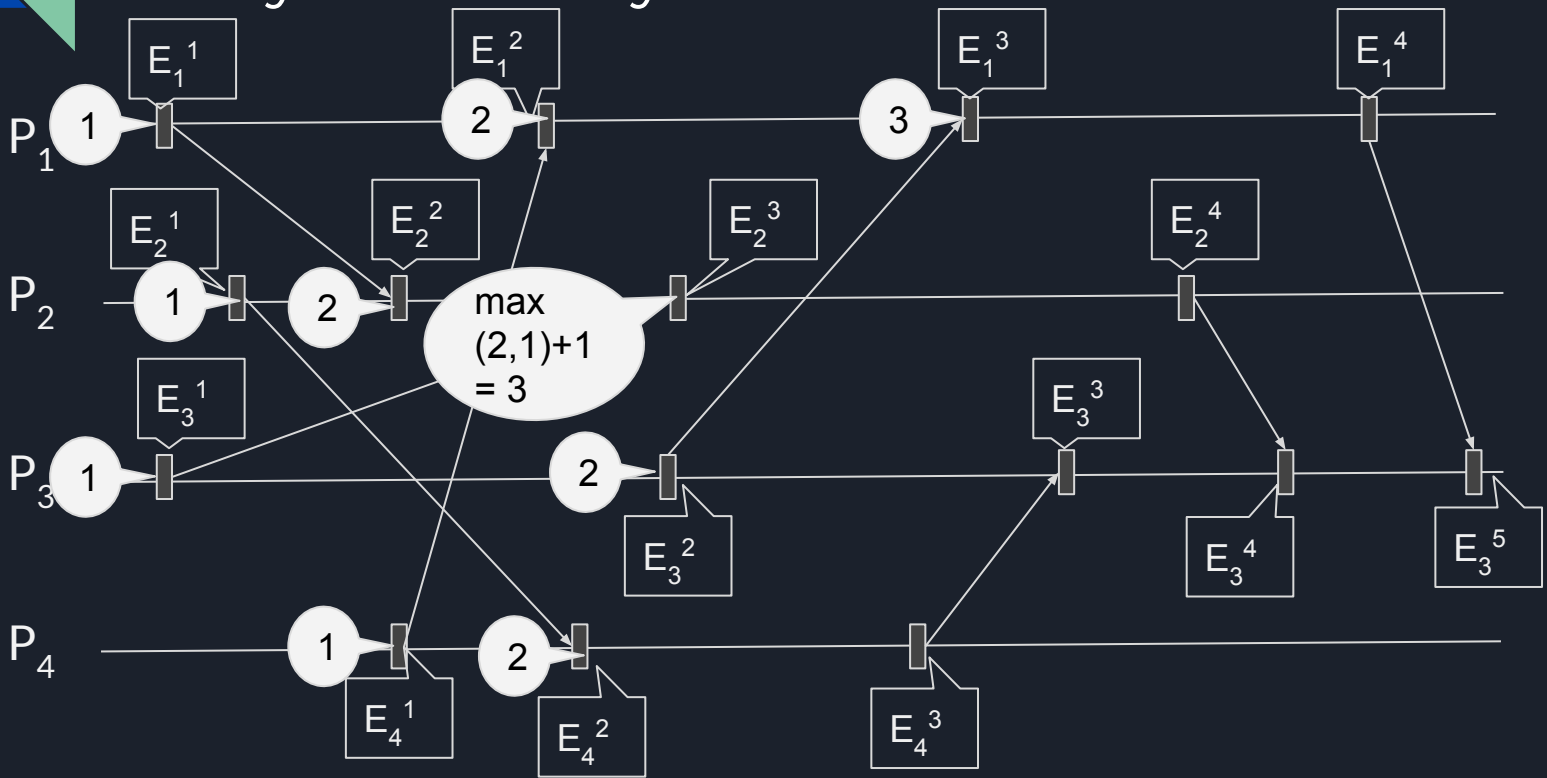 E₁¹
E₁²
E₁³
E₁⁴
P₁
1
2
3
E₂¹
E₂²
E₂³
E₂⁴
P₂
1
2
max
(2,1)+1
= 3
E₃¹
E₃³
P₃
1
2
E₃²
E₃⁴
E₃⁵
P₄
1
2
E₄¹
E₄²
E₄³